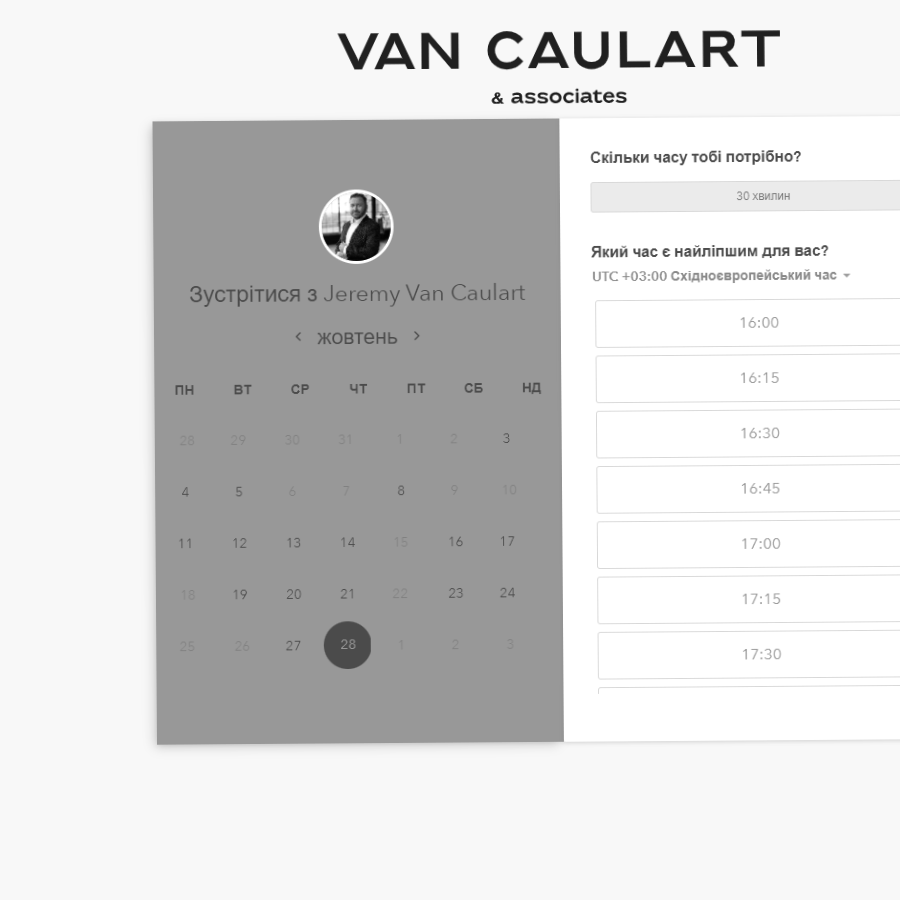 VAN CAULART
& associates
Зустрітися з Jeremy Van Caulart
жовтень
ПН ВТ СР ЧТ ПТ СБ НД
28 29 30 31 1 2 3
4 5 6 7 8 9 10
11 12 13 14 15 16 17
18 19 20 21 22 23 24
25 26 27 28 1 2 3
Скільки часу тобі потрібно?
30 хвилин
Який час є найліпшим для вас?
UTC +03:00 Східноєвропейський час
16:00
16:15
16:30
16:45
17:00
17:15
17:30